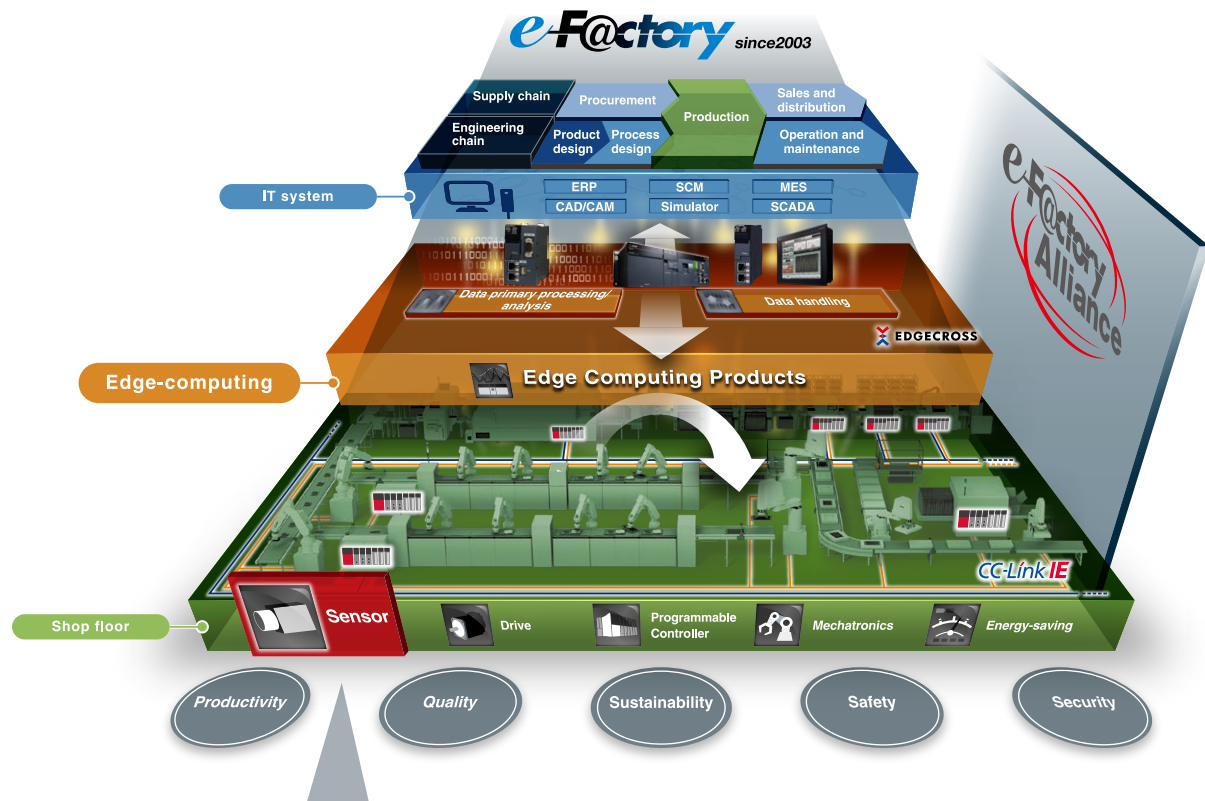 e-F@ctory since2003
Supply chain
Procurement
Production
Sales and
distribution
Engineering
chain
Product
design
Process
design
Operation and
maintenance
IT system
ERP
SCM
MES
CAD/CAM
Simulator
SCADA
e-F@ctory
Alliance
Data primary processing/
analysis
Data handling
EDGECROSS
Edge-computing
Edge Computing Products
CC-Link IE
Shop floor
Sensor
Drive
Programmable
Controller
Mechatronics
Energy-saving
Productivity
Quality
Sustainability
Safety
Security